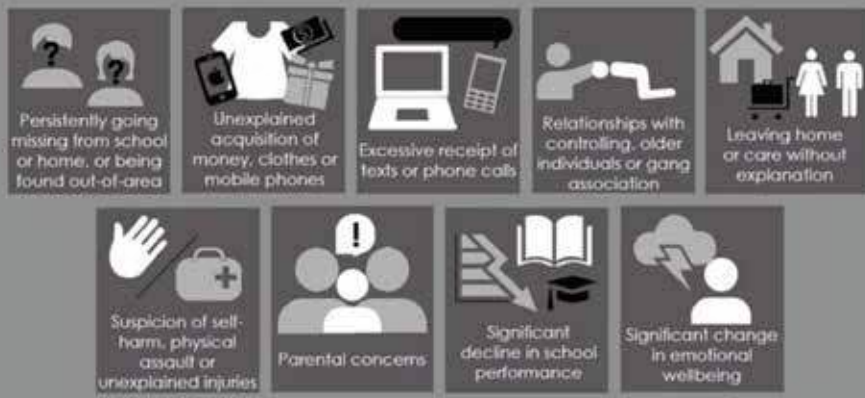 Persistently going
missing from school
or home, or being
found out-of-area
Unexplained
acquisition of
money, clothes or
mobile phones
Excessive receipt of
texts or phone calls
Relationships with
controlling, older
individuals or gang
association
Leaving home
or care without
explanation
Suspicion of self-
harm, physical
assault or
unexplained injuries
Parental concerns
Significant
decline in school
performance
Significant change
in emotional
wellbeing